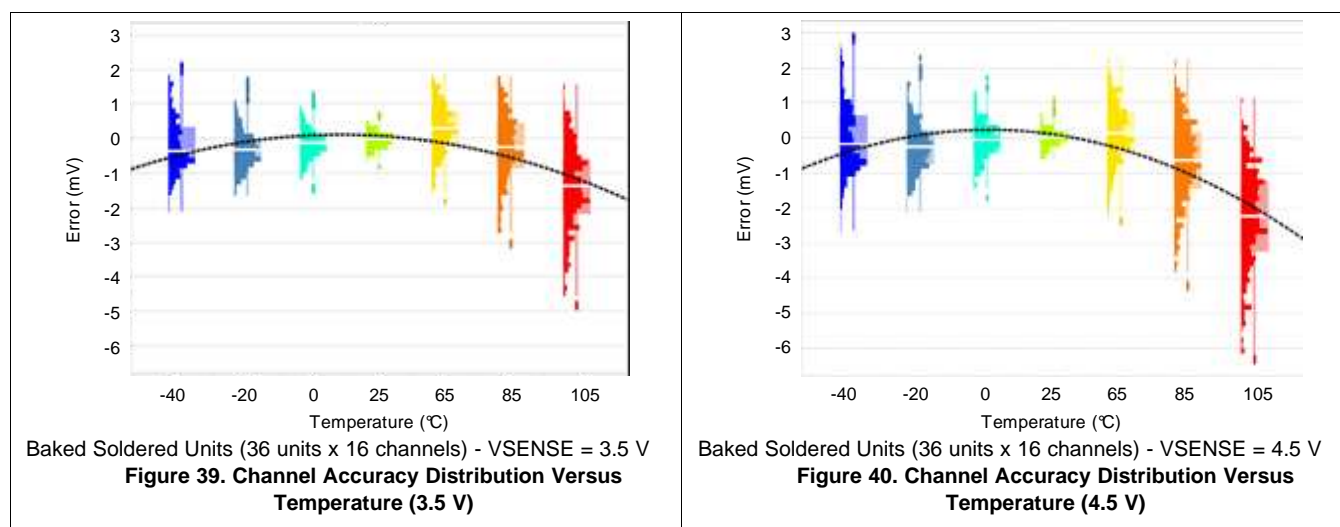 3
2
1
0
-1
-2
-3
-4
-5
-6
Error (mV)
-40 -20 0 25 65 85 105
Temperature (°C)
Baked Soldered Units (36 units x 16 channels) - VSENSE = 3.5 V
Figure 39. Channel Accuracy Distribution Versus
Temperature (3.5 V)
3
2
1
0
-1
-2
-3
-4
-5
-6
Error (mV)
-40 -20 0 25 65 85 105
Temperature (°C)
Baked Soldered Units (36 units x 16 channels) - VSENSE = 4.5 V
Figure 40. Channel Accuracy Distribution Versus
Temperature (4.5 V)